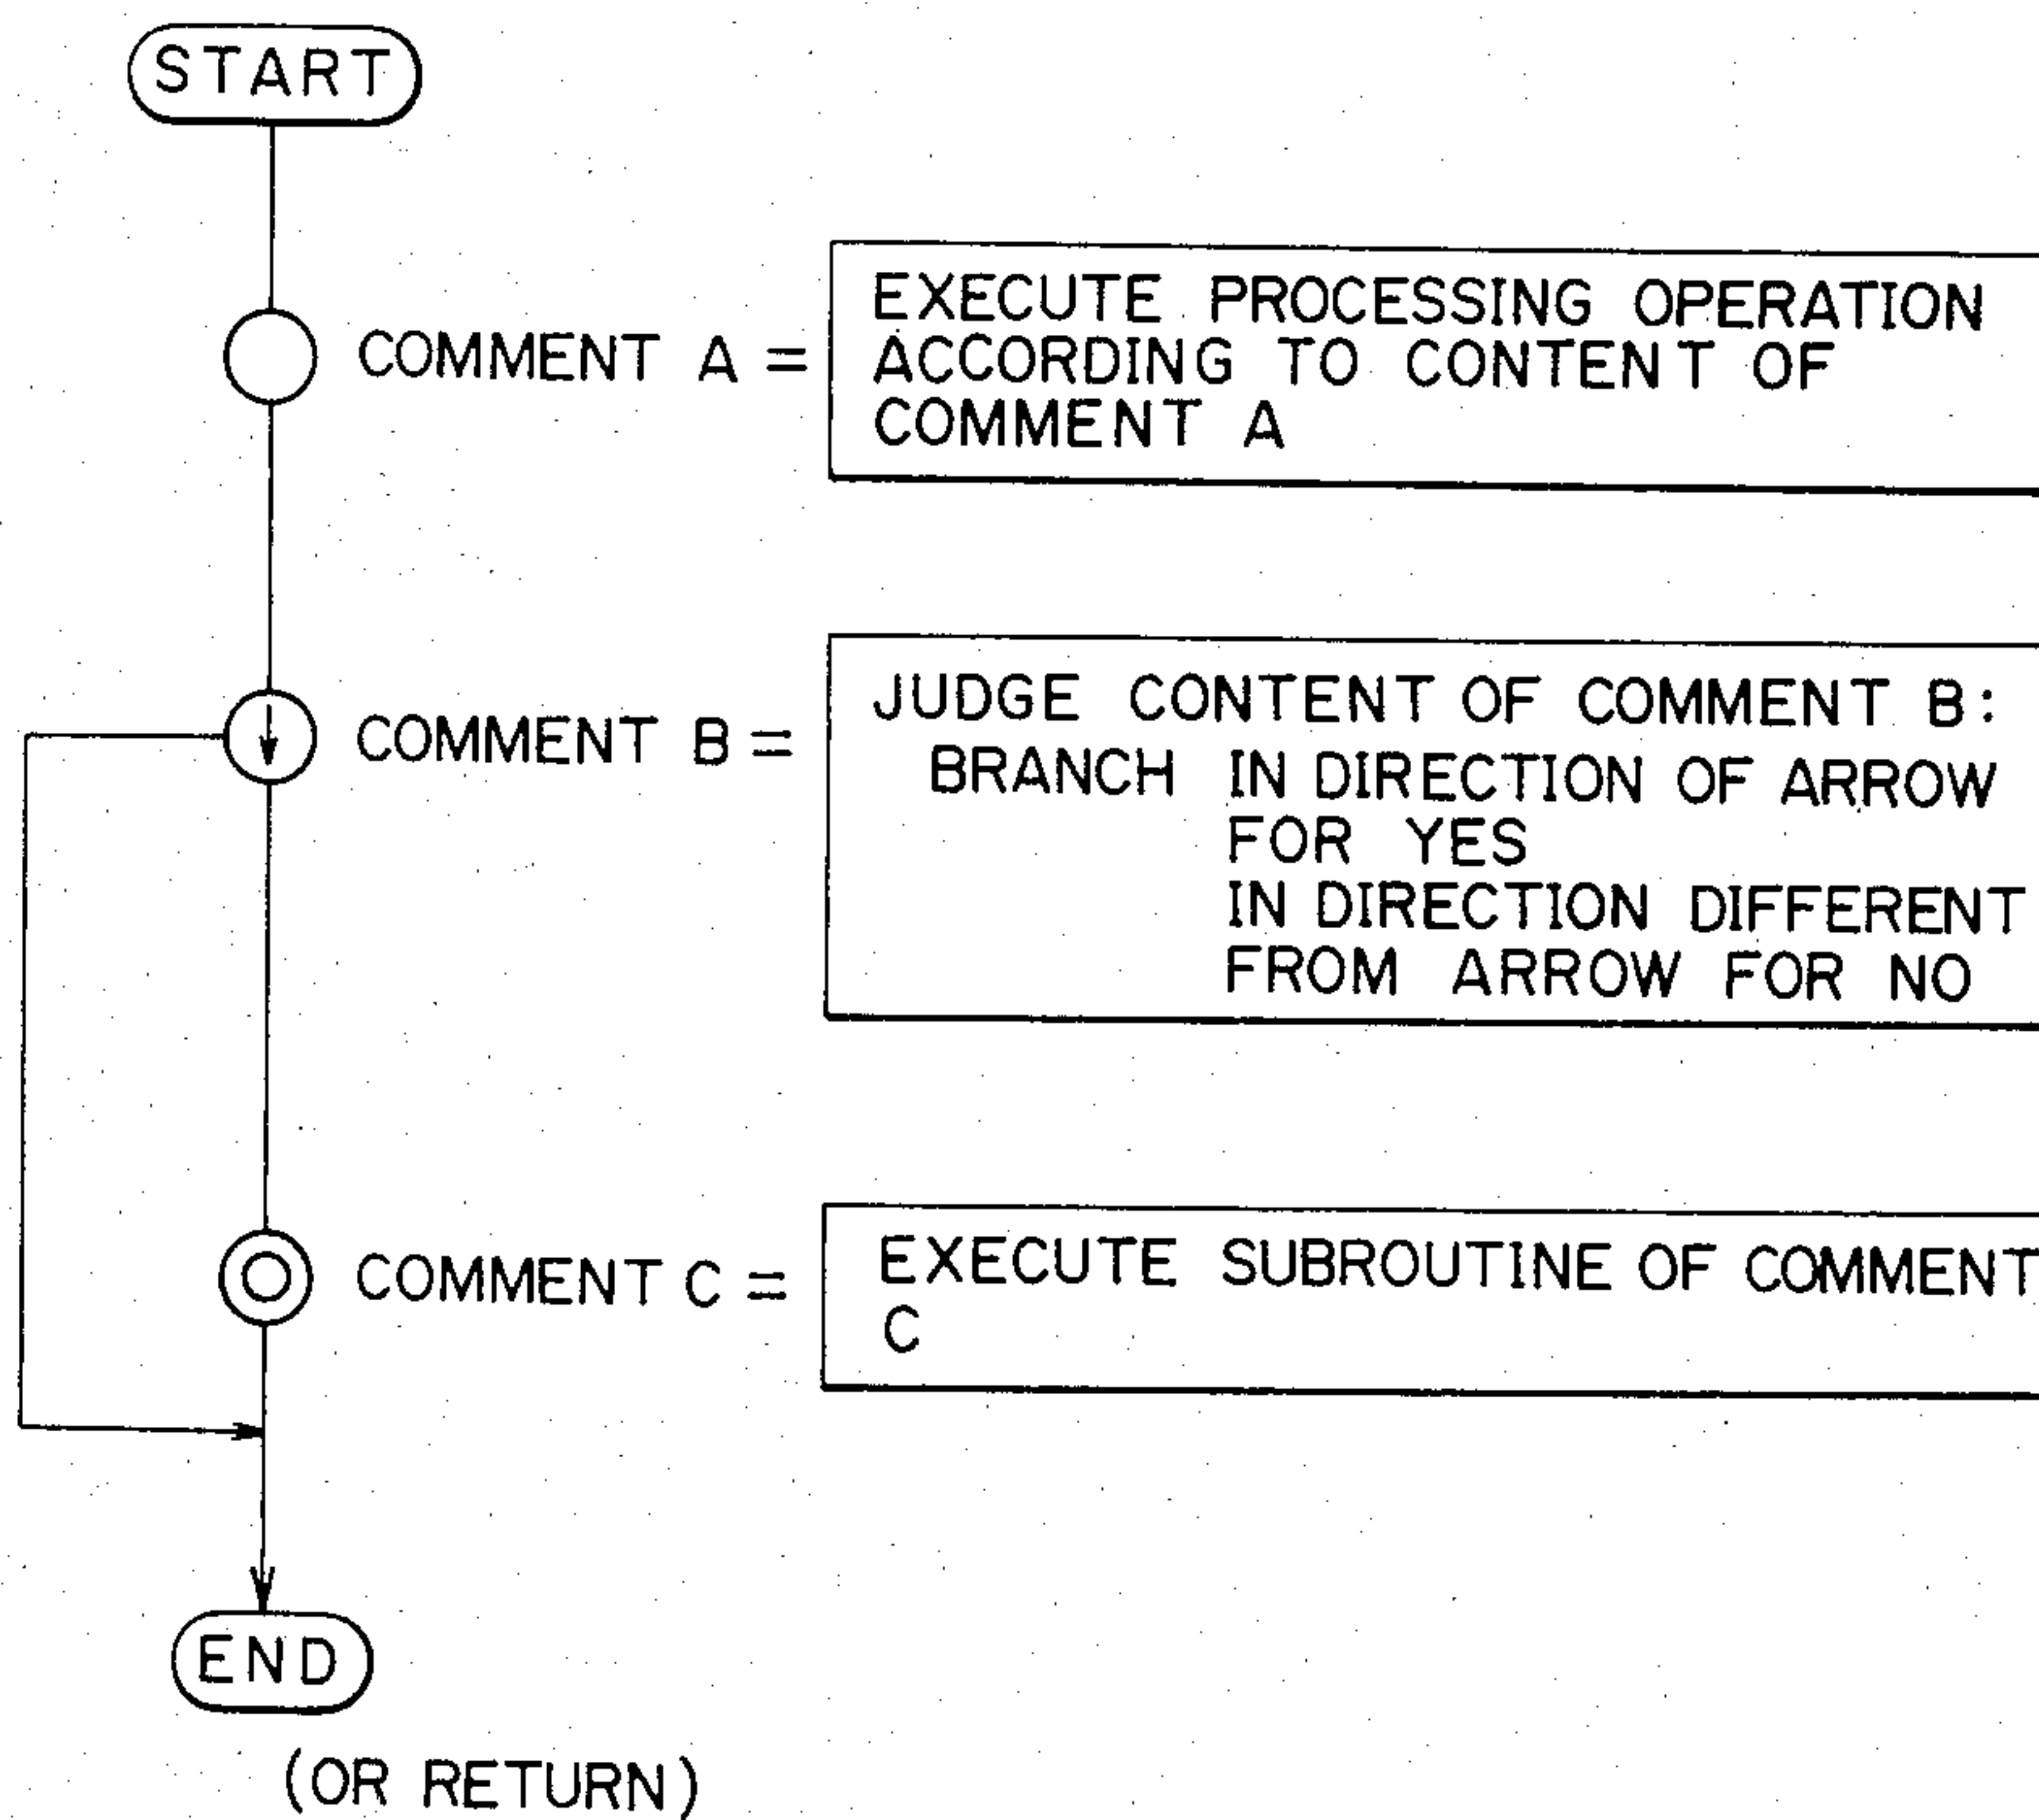 START
COMMENT A =
EXECUTE PROCESSING OPERATION
ACCORDING TO CONTENT OF
COMMENT A
COMMENT B =
JUDGE CONTENT OF COMMENT B:
BRANCH IN DIRECTION OF ARROW
FOR YES
IN DIRECTION DIFFERENT
FROM ARROW FOR NO
COMMENT C =
EXECUTE SUBROUTINE OF COMMENT
C
END
(OR RETURN)